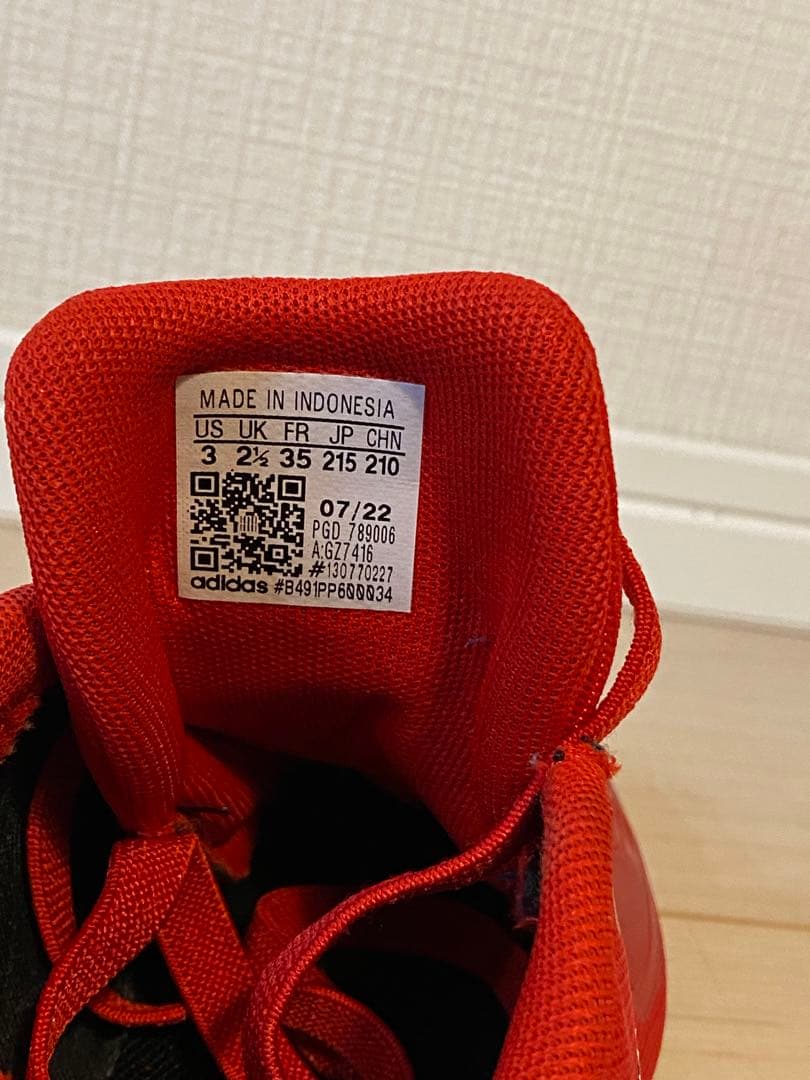 MADE IN INDONESIA
US UK FR JP CHN
3 2½ 35 215 210
07/22
PGD 789006
A:GZ7416
#130770227
adidas #B491PP600034